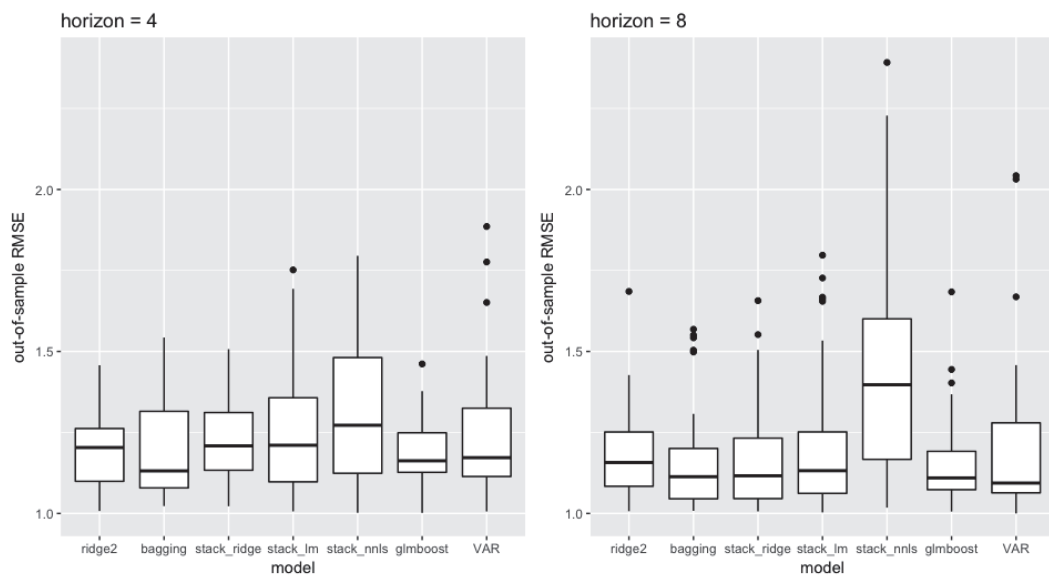 horizon = 4
out-of-sample RMSE
2.0
1.5
1.0
ridge2 bagging stack_ridge stack_lm stack_nnls glmboost VAR
model
horizon = 8
out-of-sample RMSE
2.0
1.5
1.0
ridge2 bagging stack_ridge stack_lm stack_nnls glmboost VAR
model